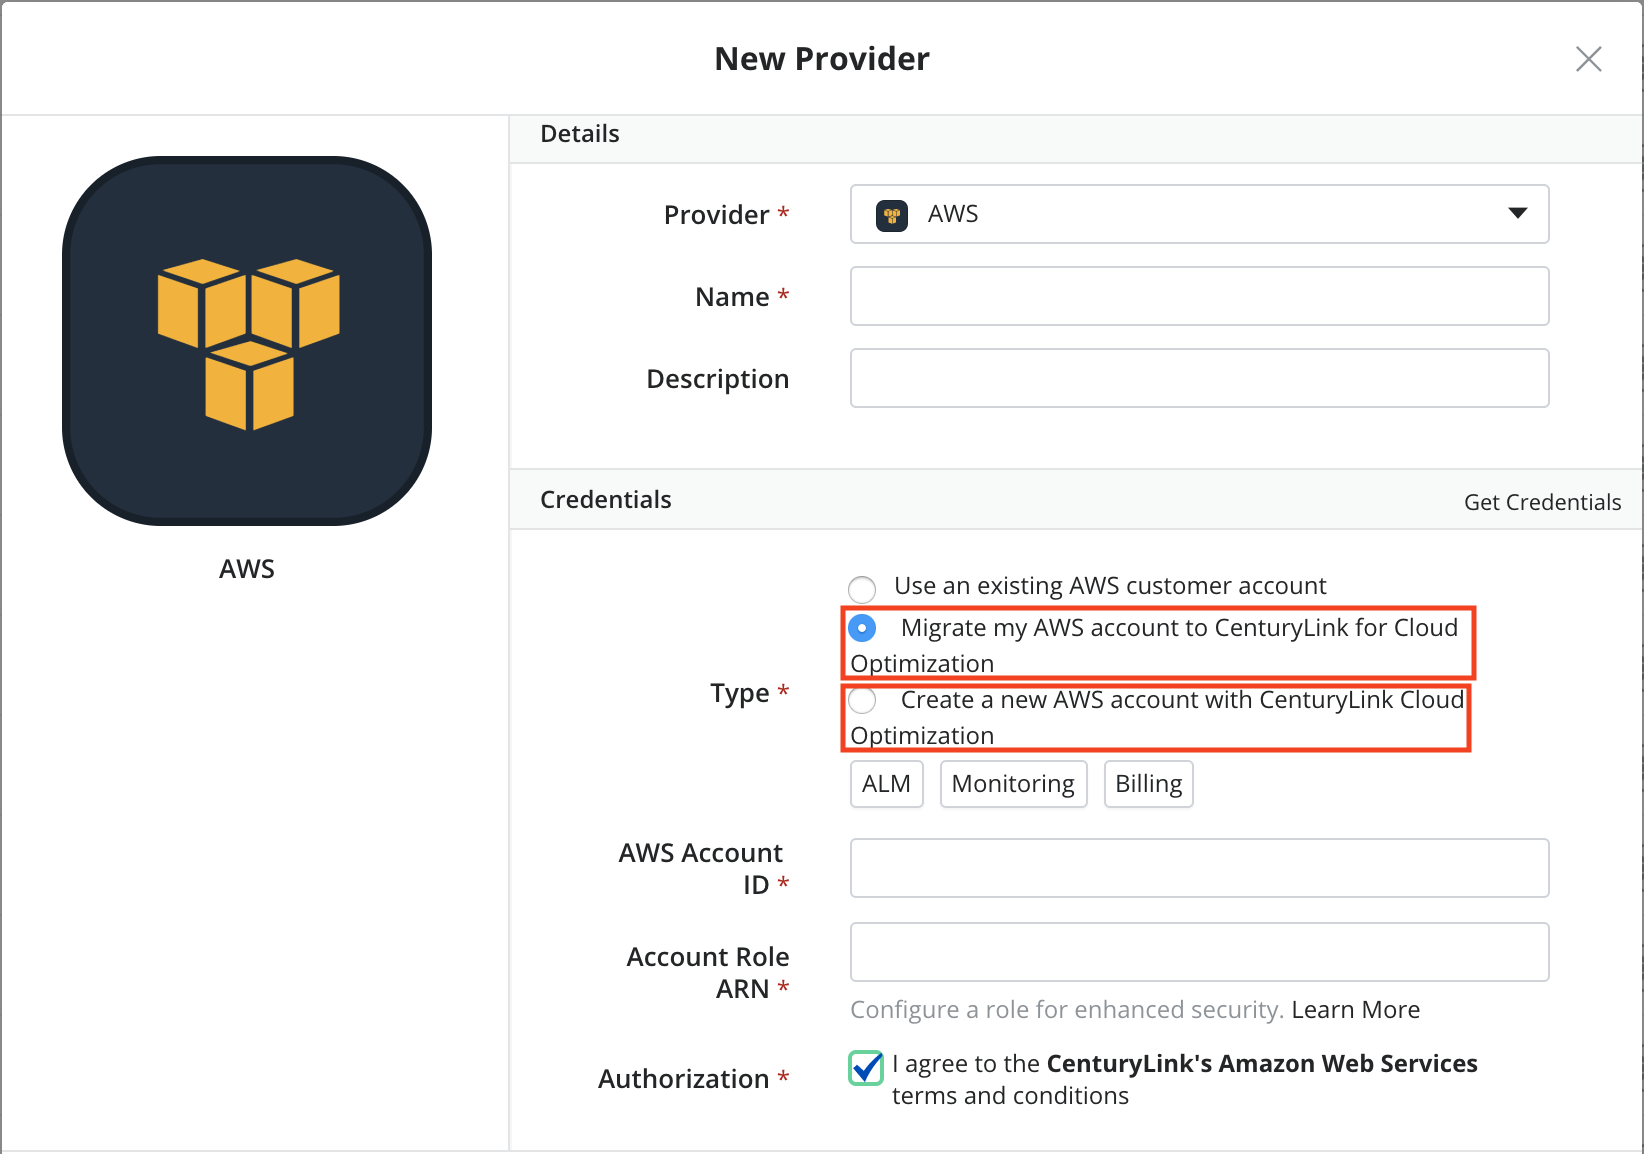 New Provider
Details
Provider *
AWS
Name *
Description
AWS
Credentials
Get Credentials
Type *
Use an existing AWS customer account
Migrate my AWS account to CenturyLink for Cloud
Optimization
Create a new AWS account with CenturyLink Cloud
Optimization
ALM
Monitoring
Billing
AWS Account
ID *
Account Role
ARN *
Configure a role for enhanced security. Learn More
Authorization *
I agree to the CenturyLink's Amazon Web Services
terms and conditions